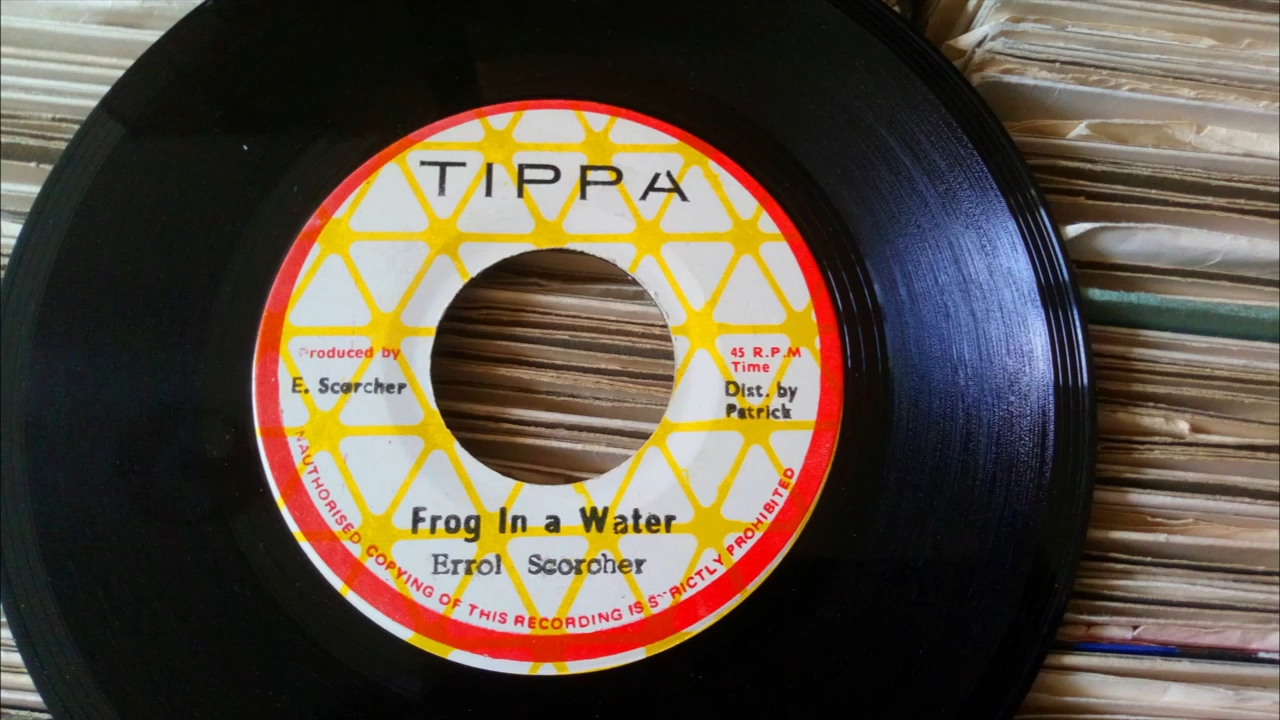 TIPPA
Produced by
E. Scorcher
45 R.P.M
Time
Dist. by
Patrick
Frog In a Water
Errol Scorcher
NAUTHORISED COPYING OF THIS RECORDING IS STRICTLY PROHIBITED